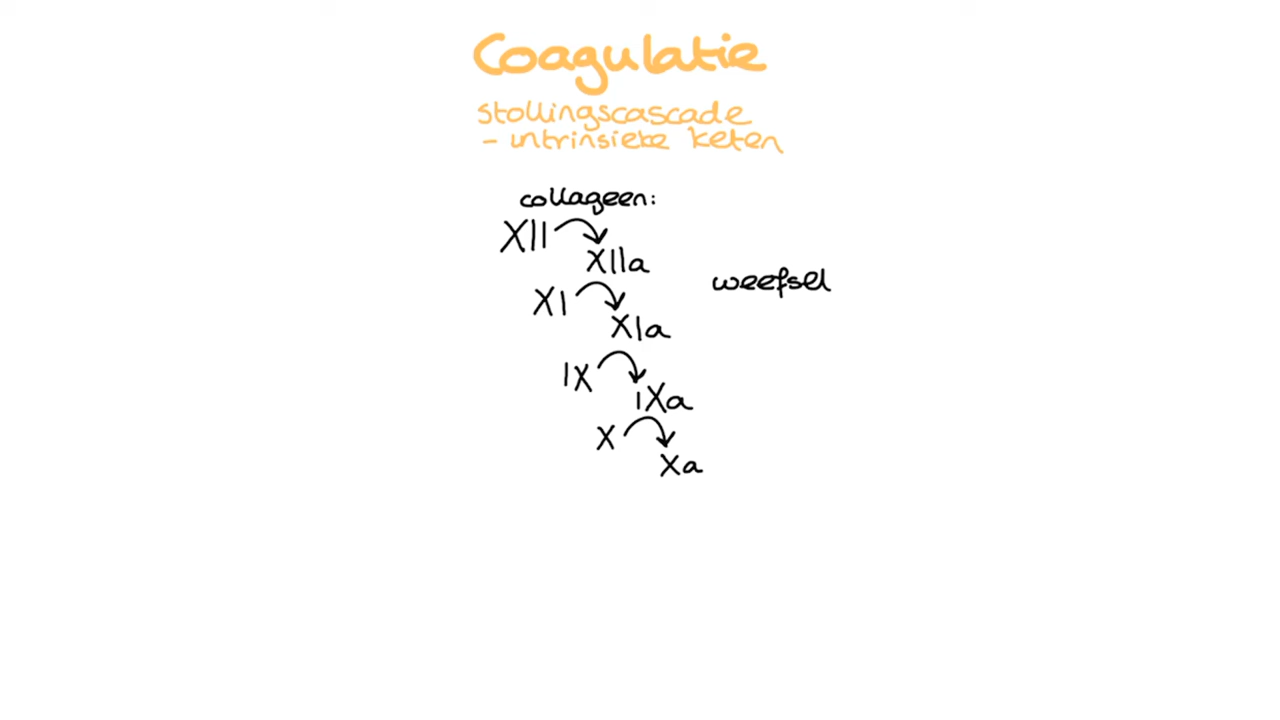 Coagulatie
stollingscascade
- intrinsieke keten
collageen:
XII
XIIa
weefsel
XI
XIa
IX
IXa
X
Xa